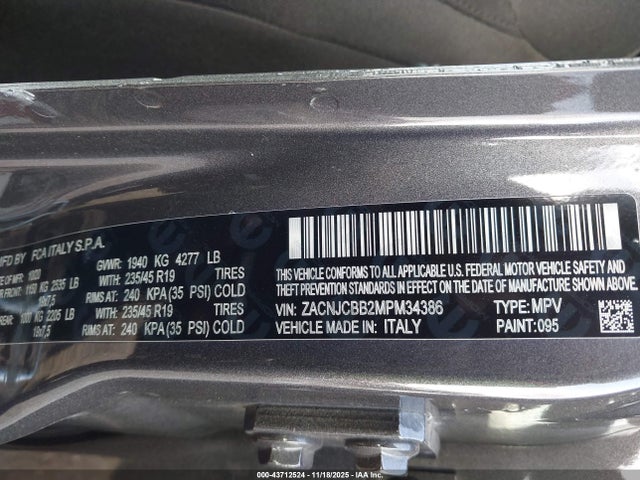 MFD BY FCA ITALY S.P.A.
GVWR: 1940 KG 4277 LB
235/45 R19 TIRES
RIMS AT: 240 KPA(35 PSI) COLD
235/45 R19 TIRES
RIMS AT: 240 KPA(35 PSI) COLD
THIS VEHICLE CONFORMS TO ALL APPLICABLE U.S. FEDERAL MOTOR VEHICLE SAFETY
AND THEFT PREVENTION STANDARDS IN EFFECT ON THE DATE OF MANUFACTURE SHOWN ABOVE.
VIN: ZACNJCBB2MPM34386 TYPE: MPV
VEHICLE MADE IN: ITALY PAINT: 095
000-43712524 | 11/18/2025 - IAA Inc.